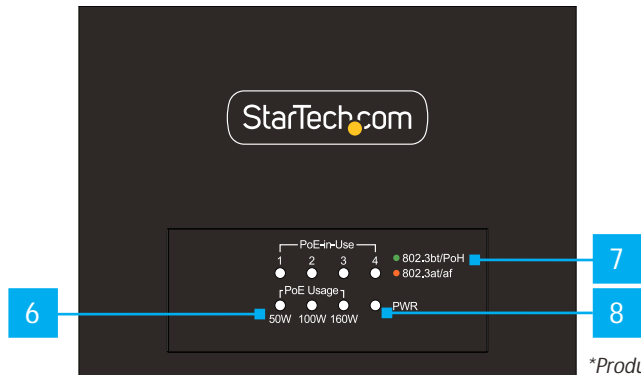 StarTech.com
PoE-in-Use
1 2 3 4
802.3bt/PoH
7
802.3at/af
PoE Usage
6
PWR
8
50W 100W 160W